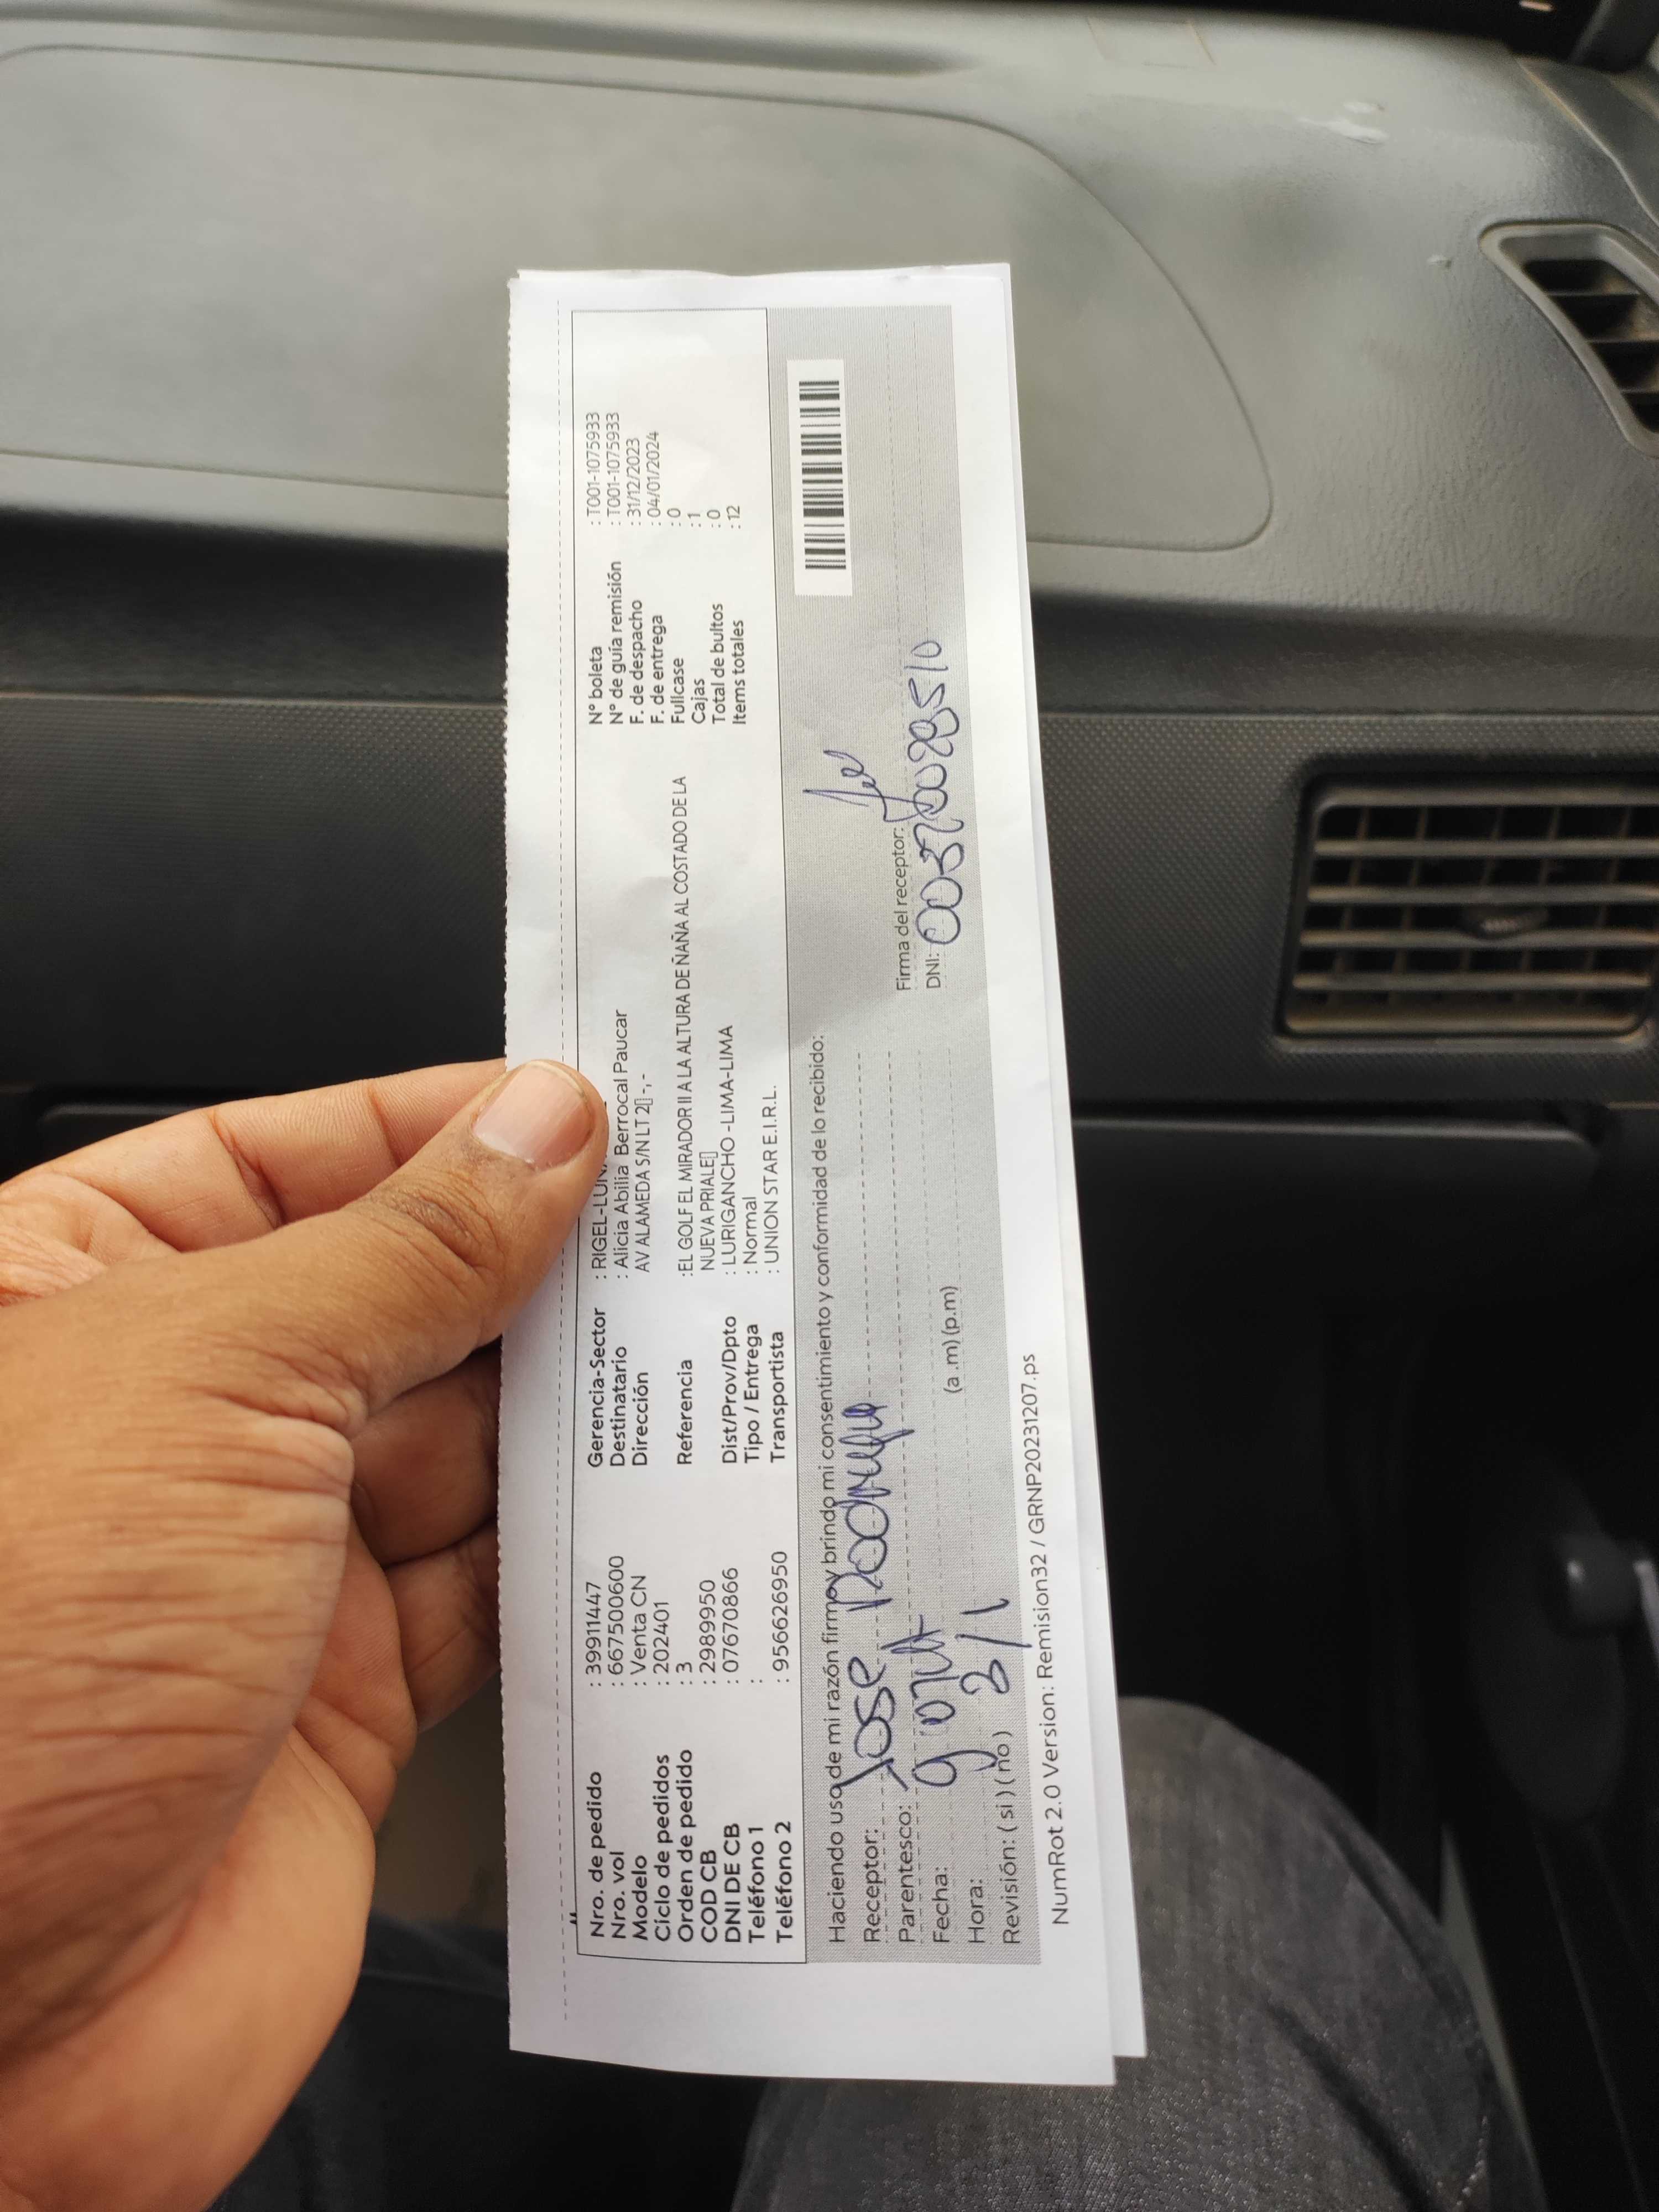 Nro. de pedido : 39911447
Nro. vol : 667500600
Modelo : Venta CN
Ciclo de pedidos : 202401
Orden de pedido : 3
COD CB : 2989950
DNI DE CB : 07670866
Teléfono 1 :
Teléfono 2 : 956626950
Gerencia-Sector : RIGEL-
Destinatario : Alicia Abilia Berrocal Paucar
Dirección AV ALAMEDA S/N LT 2▯-,-
Referencia :EL GOLF EL MIRADOR II A LA ALTURA DE ÑAÑA AL COSTADO DE LA
NUEVA PRIALE▯
Dist/Prov/Dpto : LURIGANCHO -LIMA-LIMA
Tipo / Entrega : Normal
Transportista : UNION STAR E.I.R.L.
N° boleta : T001-1075933
N° de guía remisión : T001-1075933
F. de despacho : 31/12/2023
F. de entrega : 04/01/2024
Fullcase : 0
Cajas : 1
Total de bultos : 0
Items totales : 12
Haciendo uso de mi razón firmo y brindo mi consentimiento y conformidad de lo recibido:
Receptor: Jose
Parentesco:
Fecha:
Hora: 3/1 (a .m) (p.m)
Revisión: ( si ) ( no )
Firma del receptor:
DNI:
NumRot 2.0 Version: Remision32 / GRNP20231207.ps